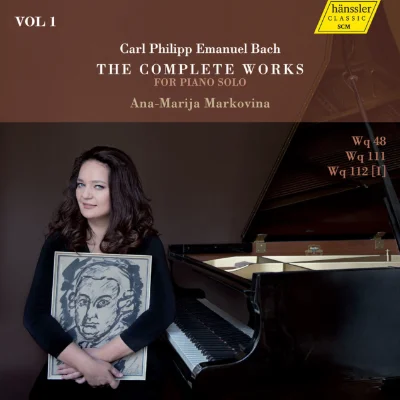 VOL 1
hänssler
CLASSIC
SCM
Carl Philipp Emanuel Bach
THE COMPLETE WORKS
FOR PIANO SOLO
Ana-Marija Markovina
Wq 48
Wq 111
Wq 112 [I]